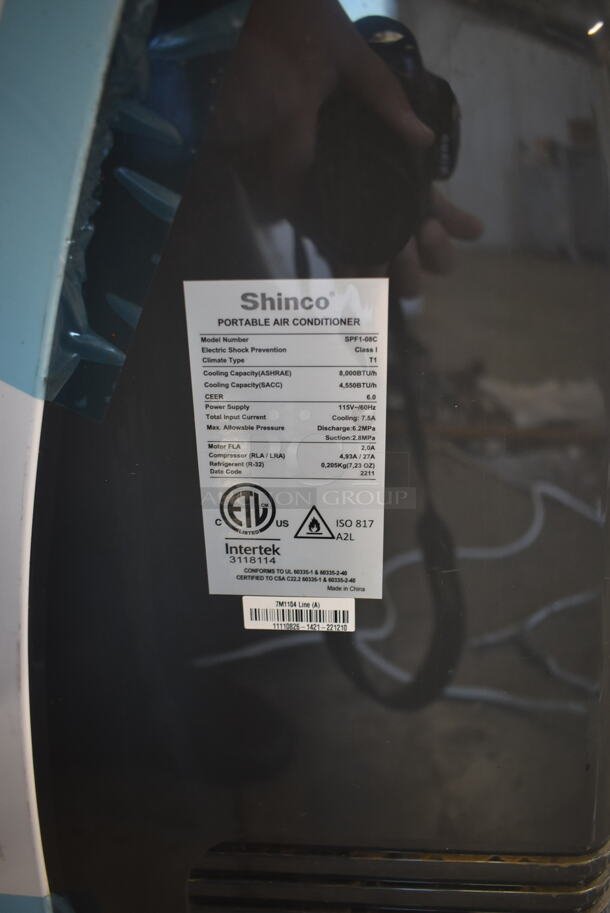 Shinco®
PORTABLE AIR CONDITIONER
Model Number SPF1-08C
Electric Shock Prevention Class I
Climate Type T1
Cooling Capacity(ASHRAE) 8,000BTU/h
Cooling Capacity(SACC) 4,550BTU/h
CEER 6.0
Power Supply 115V~/60Hz
Total Input Current Cooling: 7.5A
Max. Allowable Pressure Discharge:6.2MPa
Suction:2.8MPa
Motor FLA 2.0A
Compressor (RLA / LRA) 4,93A / 27A
Refrigerant (R-32) 0,205Kg(7,23 OZ)
Date Code 2211
AUCTION GROUP
C ETL CM US
LISTED
ISO 817
A2L
Intertek
3118114
CONFORMS TO UL 60335-1 & 60335-2-40
CERTIFIED TO CSA C22.2 60335-1 & 60335-2-40
Made in China
7M1104 Line (A)
11110826-1421-221210